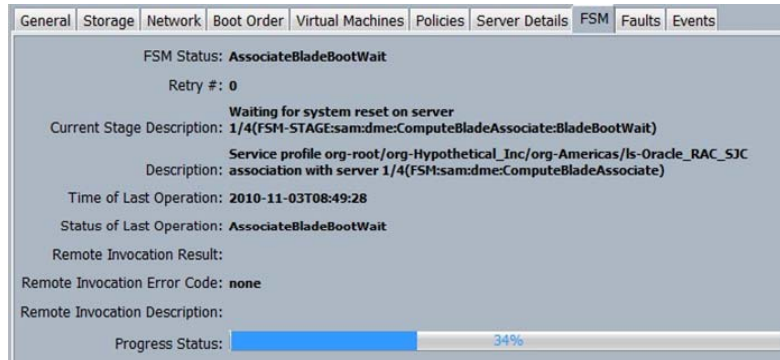 General Storage Network Boot Order Virtual Machines Policies Server Details FSM Faults Events
FSM Status: AssociateBladeBootWait
Retry #: 0
Waiting for system reset on server
Current Stage Description: 1/4(FSM-STAGE:sam:dme:ComputeBladeAssociate:BladeBootWait)
Service profile org-root/org-Hypothetical_Inc/org-Americas/ls-Oracle_RAC_SJC
Description: association with server 1/4(FSM:sam:dme:ComputeBladeAssociate)
Time of Last Operation: 2010-11-03T08:49:28
Status of Last Operation: AssociateBladeBootWait
Remote Invocation Result:
Remote Invocation Error Code: none
Remote Invocation Description:
Progress Status: 34%